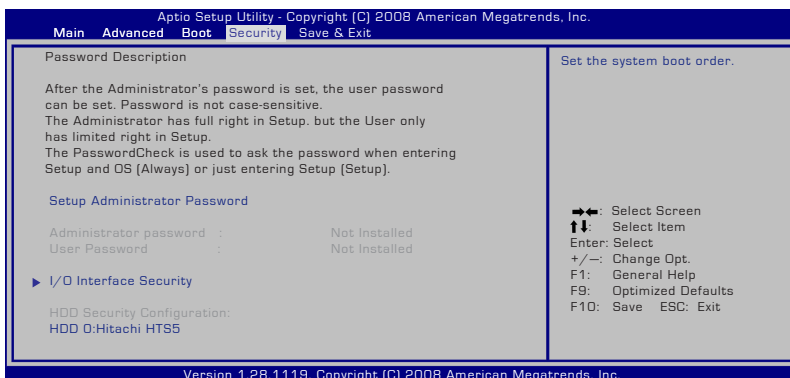 Aptio Setup Utility - Copyright (C) 2008 American Megatrends, Inc.
Main Advanced Boot Security Save & Exit
Password Description
After the Administrator's password is set, the user password
can be set. Password is not case-sensitive.
The Administrator has full right in Setup. but the User only
has limited right in Setup.
The PasswordCheck is used to ask the password when entering
Setup and OS (Always) or just entering Setup (Setup).
Setup Administrator Password
Administrator password : Not Installed
User Password : Not Installed
I/O Interface Security
HDD Security Configuration:
HDD 0:Hitachi HTS5
Set the system boot order.
→←: Select Screen
↑↓: Select Item
Enter: Select
+/—: Change Opt.
F1: General Help
F9: Optimized Defaults
F10: Save ESC: Exit
Version 1.28.1119. Copyright (C) 2008 American Megatrends, Inc.